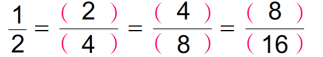 1/2 = ( 2 )/( 4 ) = ( 4 )/( 8 ) = ( 8 )/( 16 )